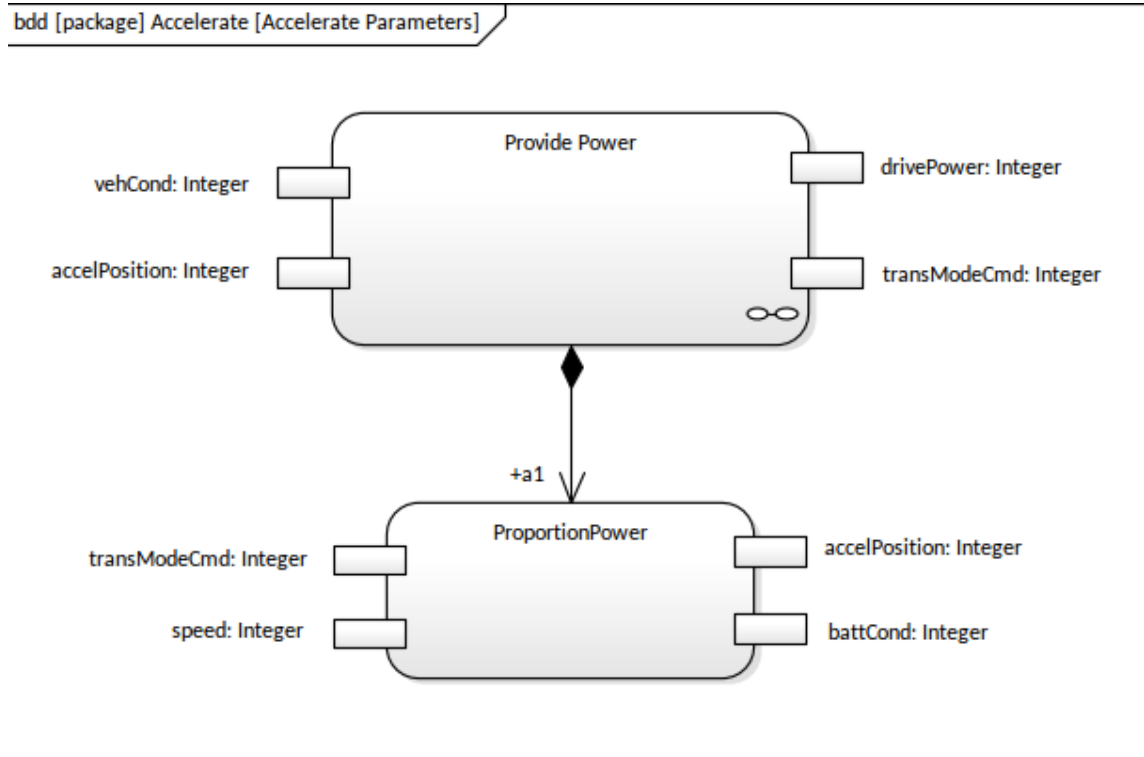 bdd [package] Accelerate [Accelerate Parameters]
Provide Power
vehCond: Integer
drivePower: Integer
accelPosition: Integer
transModeCmd: Integer
+a1
ProportionPower
transModeCmd: Integer
accelPosition: Integer
speed: Integer
battCond: Integer